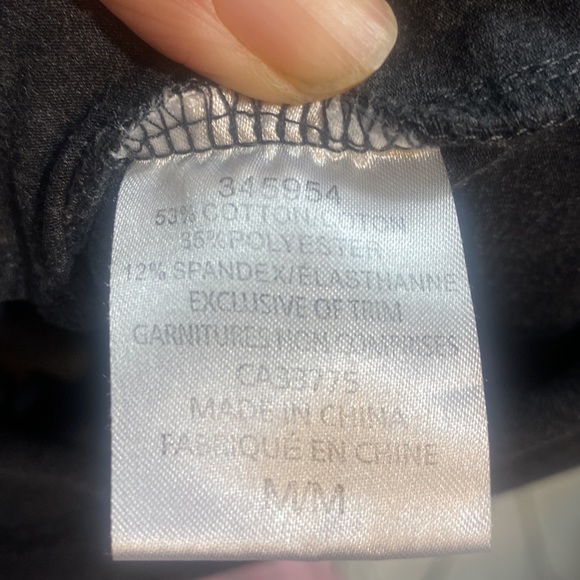 345954
53% COTTON/COTON
35% POLYESTER
12% SPANDEX/ÉLASTHANNE
EXCLUSIVE OF TRIM
GARNITURES NON COMPRISES
CA33775
MADE IN CHINA
FABRIQUÉ EN CHINE
M/M